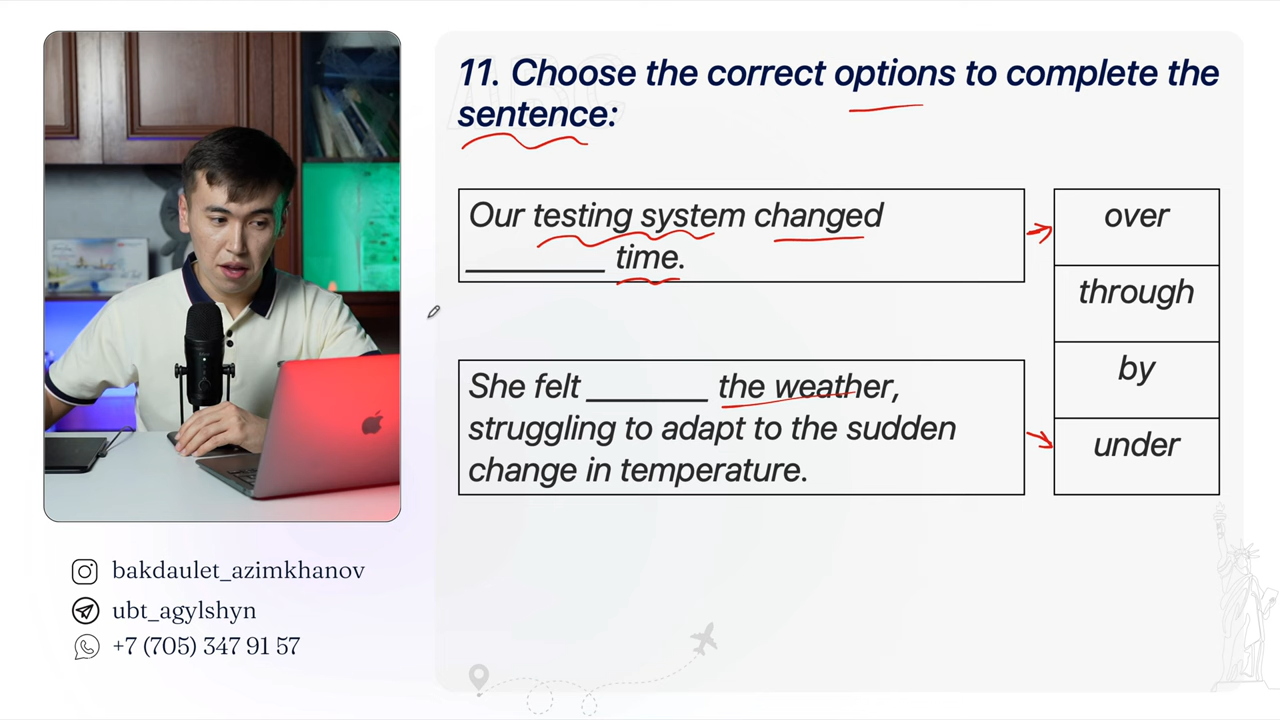 11. Choose the correct options to complete the
sentence:
Our testing system changed
__________ time.
She felt ________ the weather,
struggling to adapt to the sudden
change in temperature.
over
through
by
under
bakdaulet_azimkhanov
ubt_agylshyn
+7 (705) 347 91 57